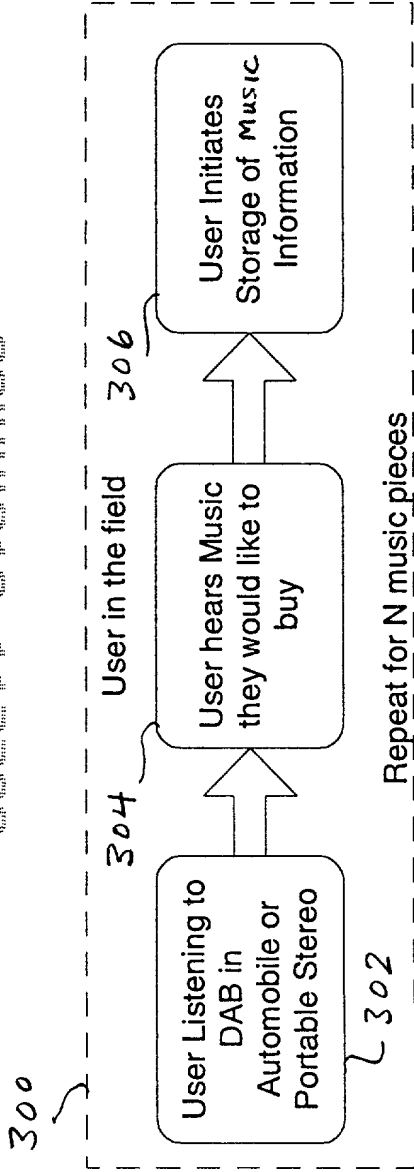 300
User in the field
302
User Listening to
DAB in
Automobile or
Portable Stereo
304
User hears Music
they would like to
buy
306
User Initiates
Storage of Music
Information
Repeat for N music pieces